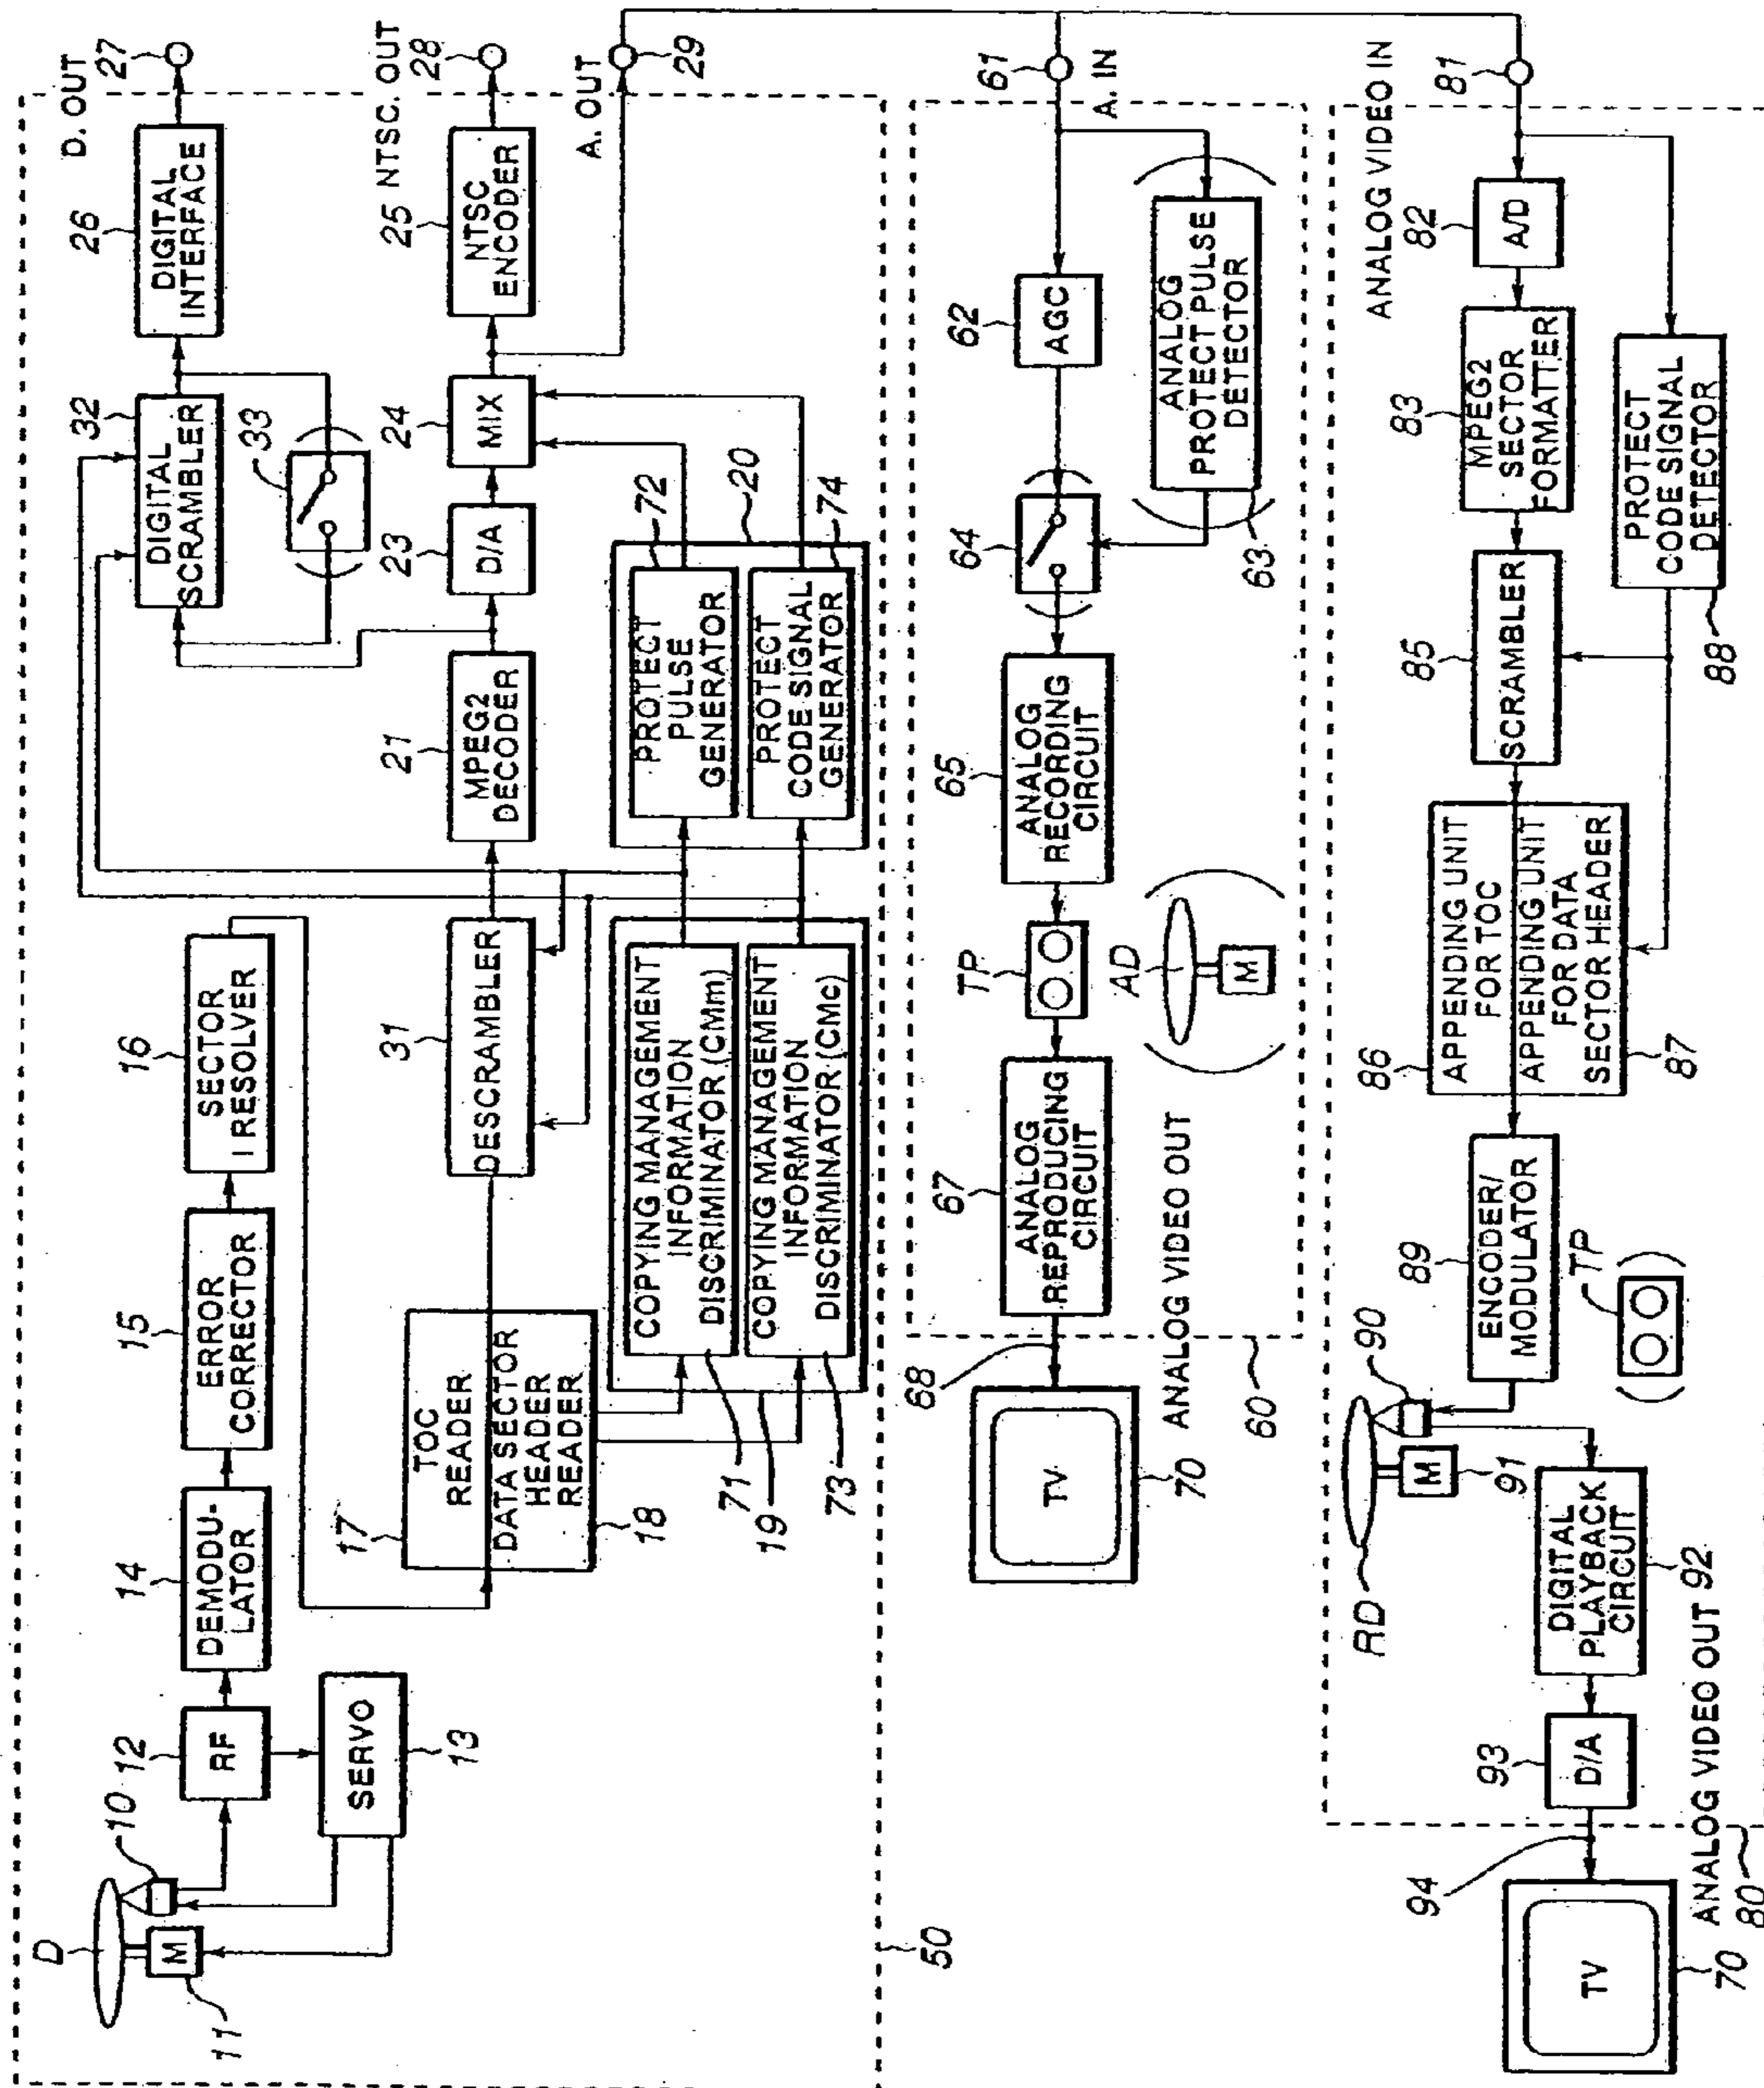 D
10
11
M
12
RF
SERVO
13
14
DEMODU-
LATOR
15
ERROR
CORRECTOR
16
SECTOR
RESOLVER
17
TOC
READER
DATA SECTOR
HEADER
READER
18
31
DESCRAMBLER
COPYING MANAGEMENT
INFORMATION
DISCRIMINATOR (CMm)
71
COPYING MANAGEMENT
INFORMATION
DISCRIMINATOR (CMc)
73
19
21
MPEG2
DECODER
PROTECT
PULSE
GENERATOR
72
PROTECT
CODE SIGNAL
GENERATOR
74
20
DIGITAL
SCRAMBLER
32
33
23
D/A
24
MIX
26
DIGITAL
INTERFACE
D. OUT
27
25
NTSC
ENCODER
NTSC. OUT
28
A. OUT
29
50
61
A. IN
62
AGC
ANALOG
PROTECT PULSE
DETECTOR
63
64
65
ANALOG
RECORDING
CIRCUIT
TP
AD
M
67
ANALOG
REPRODUCING
CIRCUIT
68
TV
70
ANALOG VIDEO OUT
60
ANALOG VIDEO IN
81
82
A/D
83
MPEG2
SECTOR
FORMATTER
PROTECT
CODE SIGNAL
DETECTOR
88
85
SCRAMBLER
86
APPENDING UNIT
FOR TOC
APPENDING UNIT
FOR DATA
SECTOR HEADER
87
89
ENCODER/
MODULATOR
TP
90
RD
M
91
DIGITAL
PLAYBACK
CIRCUIT
92
93
D/A
94
TV
70
ANALOG VIDEO OUT
80